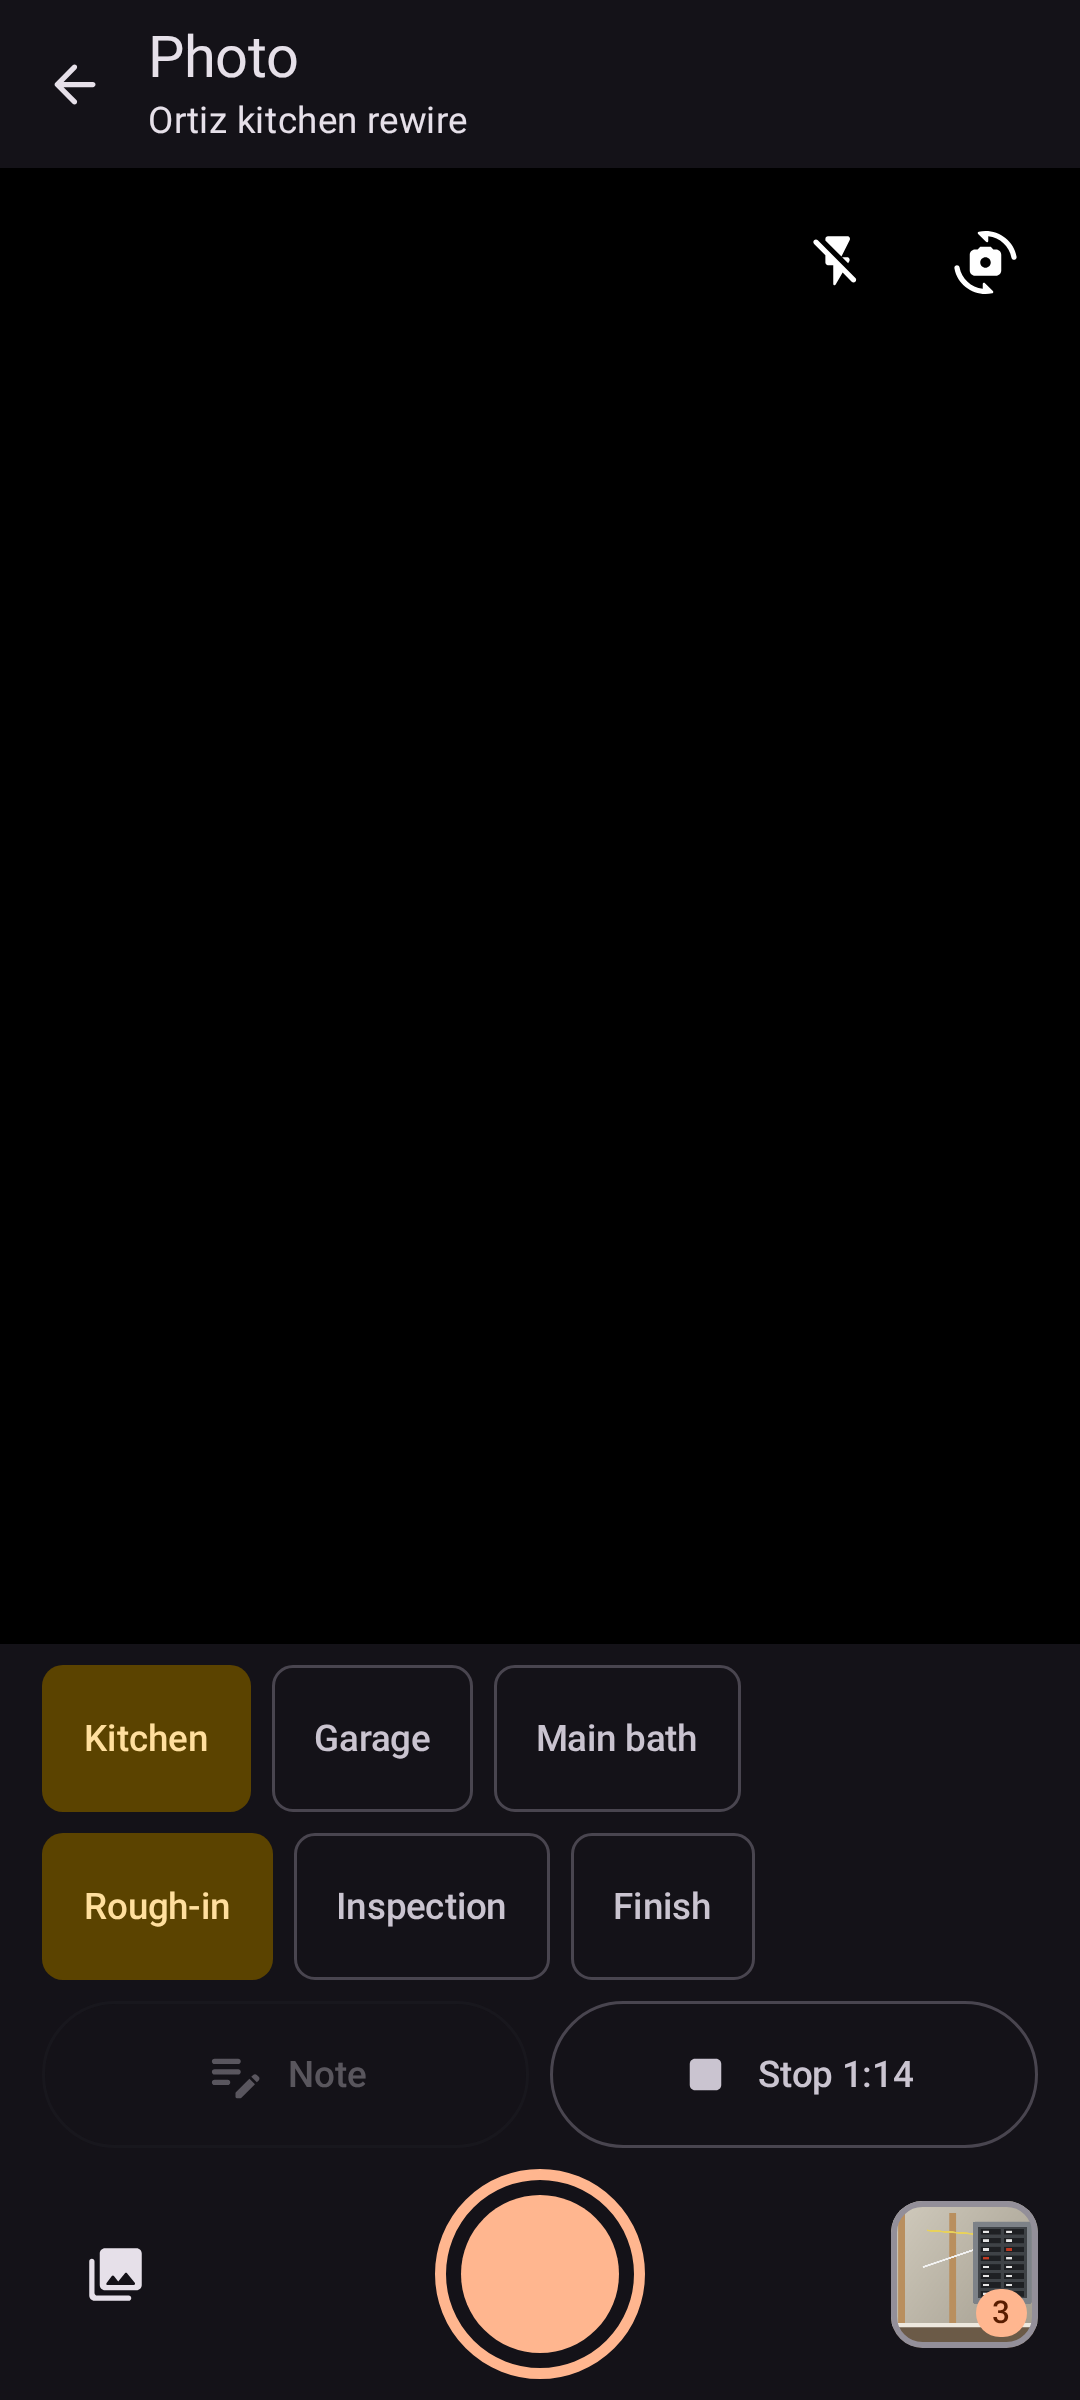 Photo
Ortiz kitchen rewire
Kitchen
Garage
Main bath
Rough-in
Inspection
Finish
Note
Stop 1:14
3